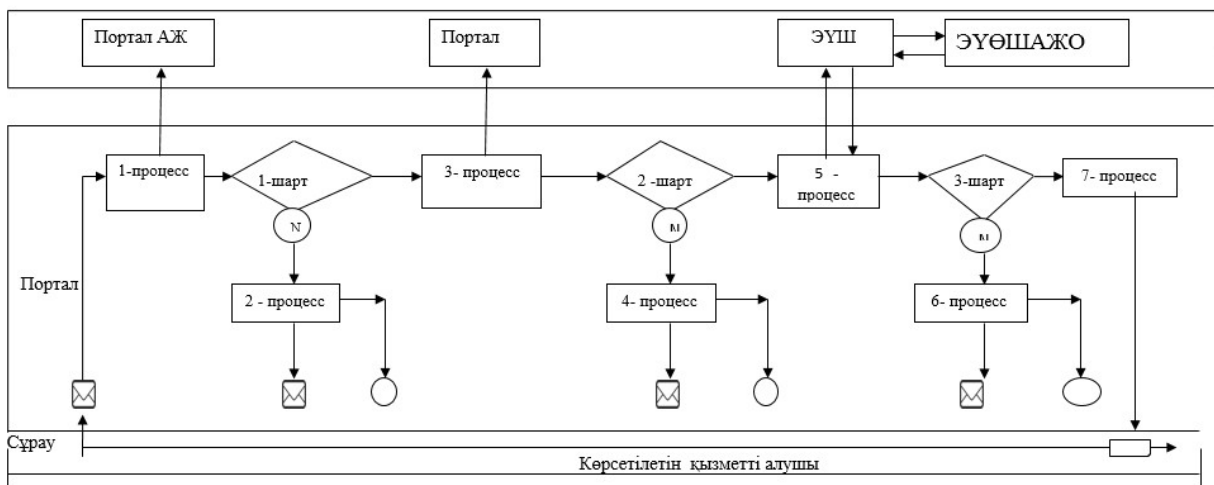 Портал АЖ
Портал
ЭҮШ
ЭҮӨШАЖО
1-процесс
1-шарт
3- процесс
2 -шарт
5 -
процесс
3-шарт
7- процесс
N
Портал
2 - процесс
4- процесс
6- процесс
Сұрау
Көрсетілетін қызметті алушы